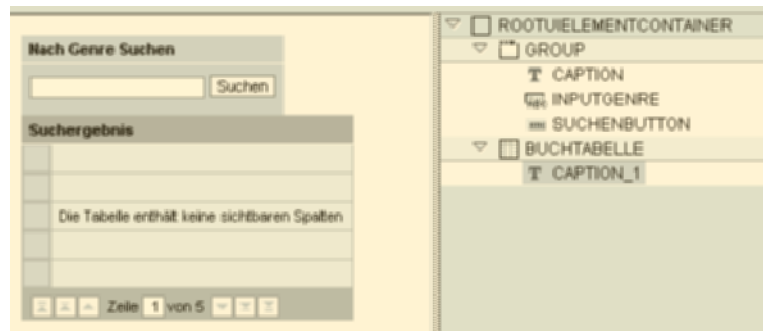 Nach Genre Suchen
Suchen
Suchergebnis
Die Tabelle enthält keine sichtbaren Spalten
Zeile 1 von 5
ROOTUIELEMENTCONTAINER
GROUP
T CAPTION
INPUTGENRE
SUCHENBUTTON
BUCHTABELLE
T CAPTION_1